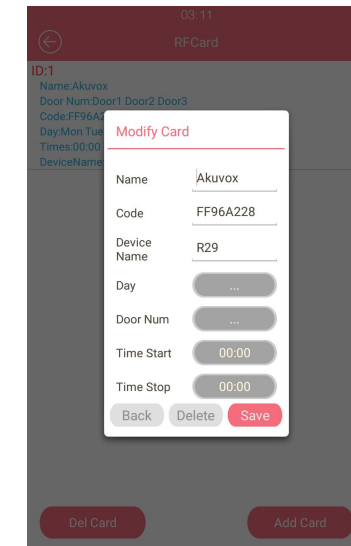 03:11
RFCard
ID:1
Name:Akuvox
Door Num:Door1 Door2 Door3
Code:FF96A2
Day:Mon Tue
Times:00:00
DeviceName:
Modify Card
Name Akuvox
Code FF96A228
Device
Name R29
Day ...
Door Num ...
Time Start 00:00
Time Stop 00:00
Back Delete Save
Del Card Add Card